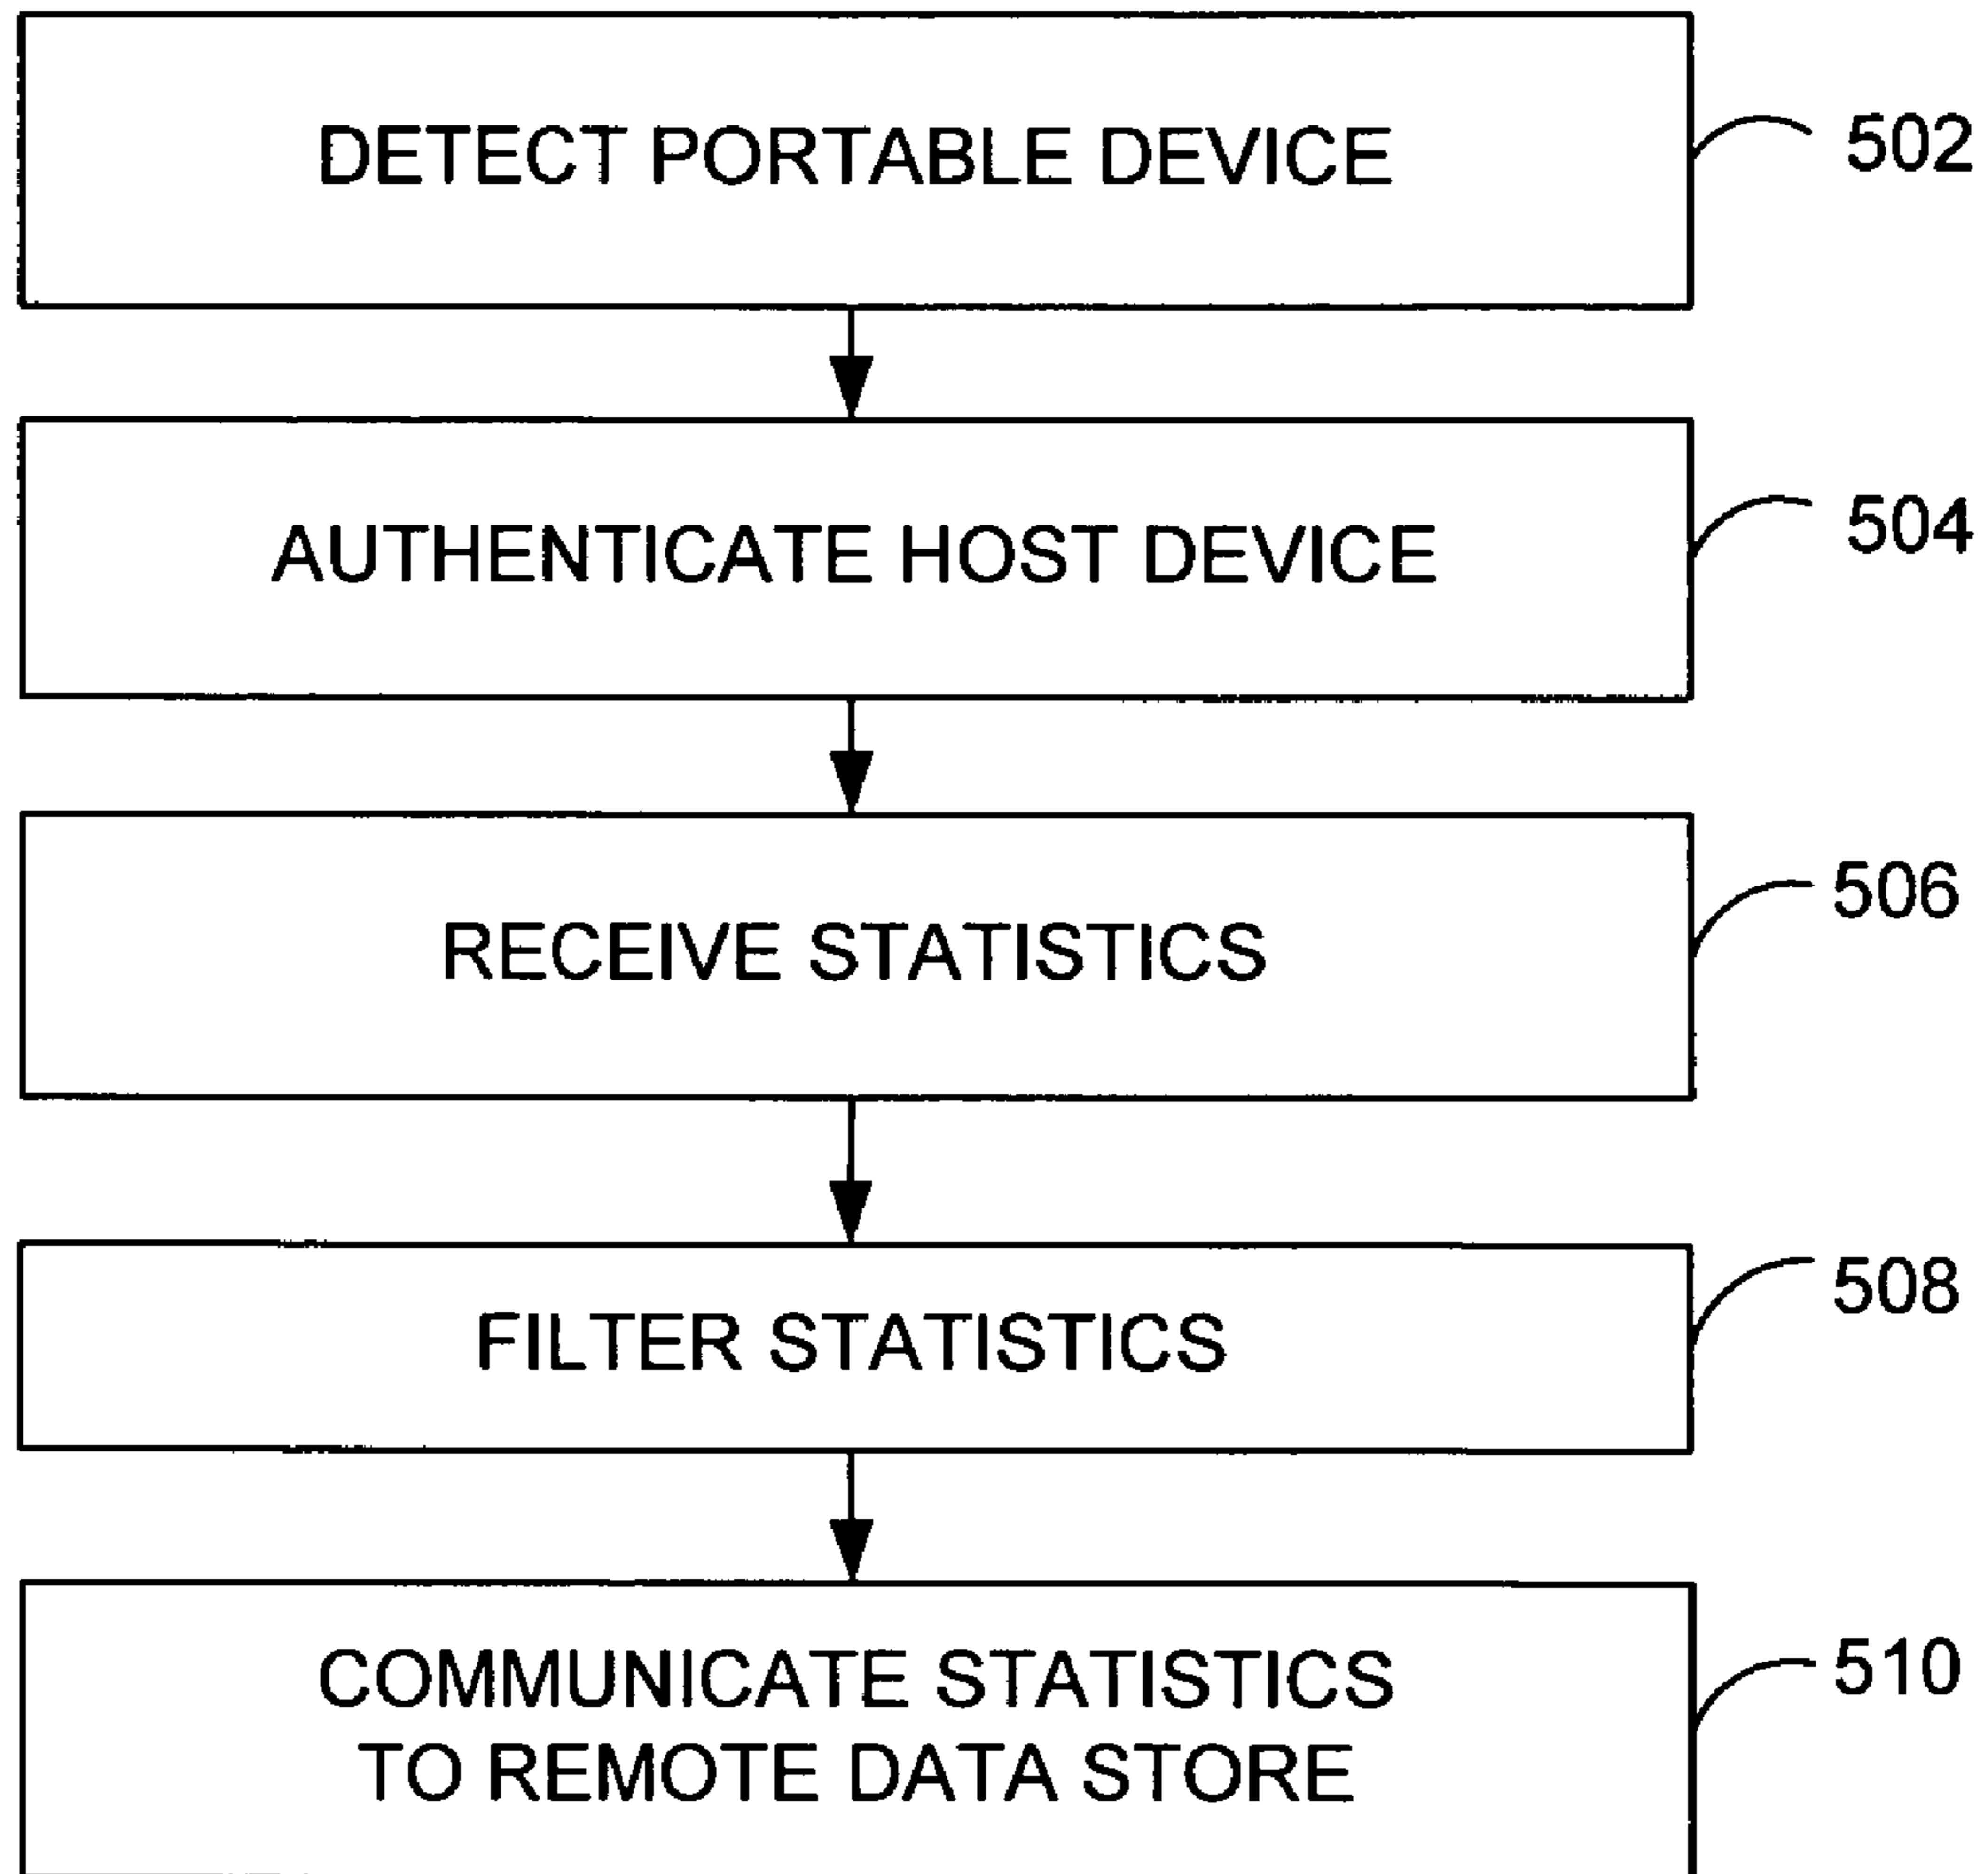 DETECT PORTABLE DEVICE
502
AUTHENTICATE HOST DEVICE
504
RECEIVE STATISTICS
506
FILTER STATISTICS
508
COMMUNICATE STATISTICS
TO REMOTE DATA STORE
510